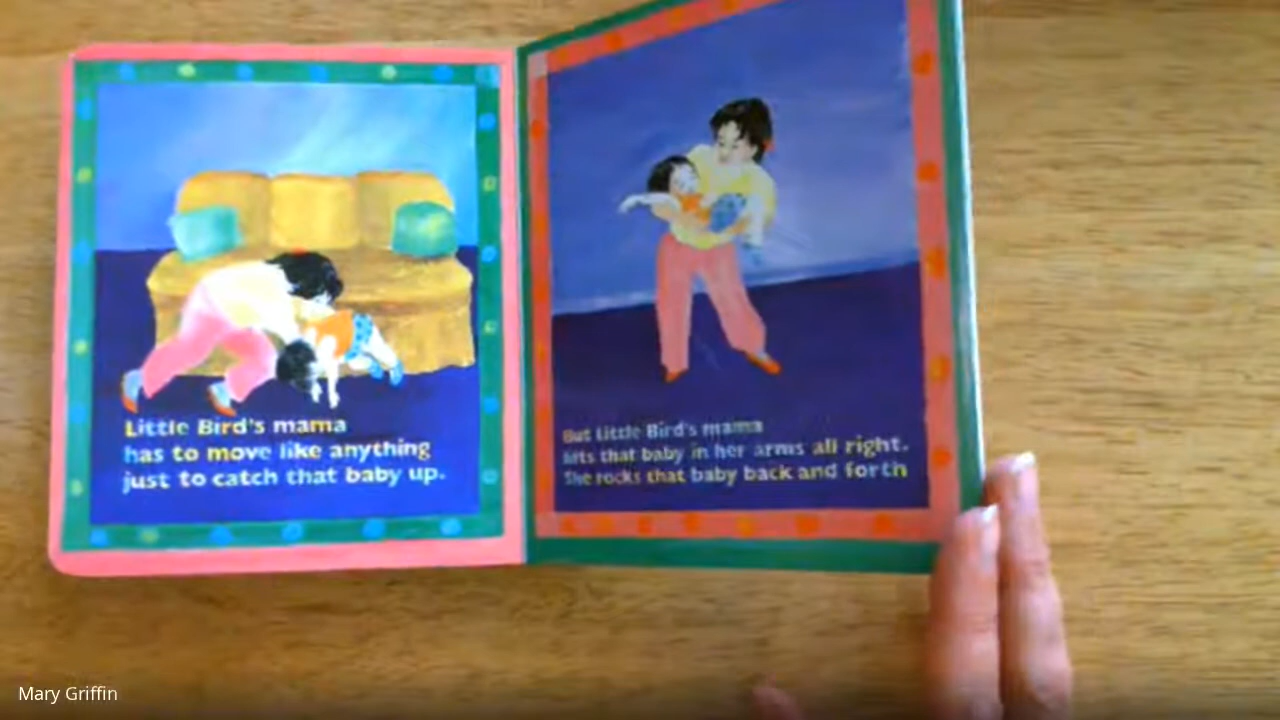 Little Bird's mama
has to move like anything
just to catch that baby up.
But Little Bird's mama
lifts that baby in her arms all right.
She rocks that baby back and forth
Mary Griffin